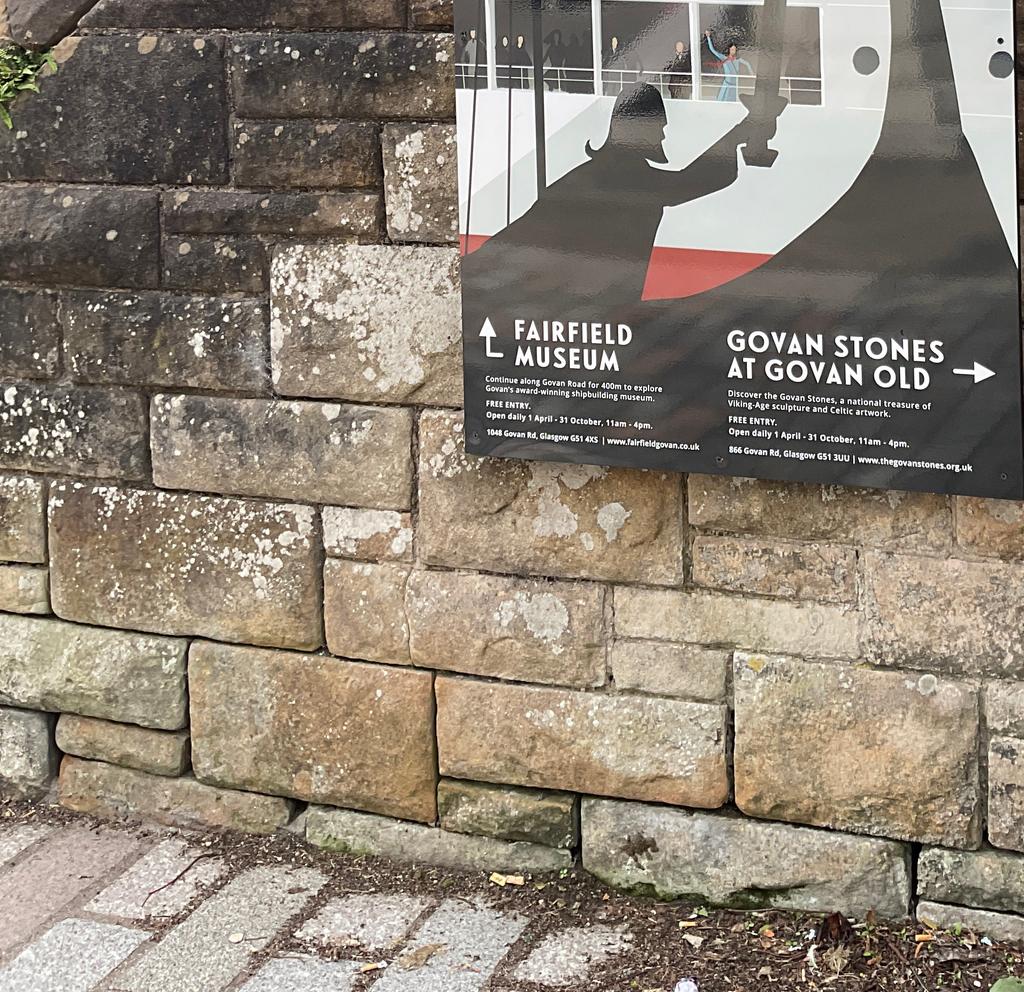 FAIRFIELD
MUSEUM
Continue along Govan Road for 400m to explore
Govan's award-winning shipbuilding museum.
FREE ENTRY.
Open daily 1 April - 31 October, 11am - 4pm.
1048 Govan Rd, Glasgow G51 4XS | www.fairfieldgovan.co.uk
GOVAN STONES
AT GOVAN OLD
Discover the Govan Stones, a national treasure of
Viking-Age sculpture and Celtic artwork.
FREE ENTRY.
Open daily 1 April - 31 October, 11am - 4pm.
866 Govan Rd, Glasgow G51 3UU | www.thegovanstones.org.uk